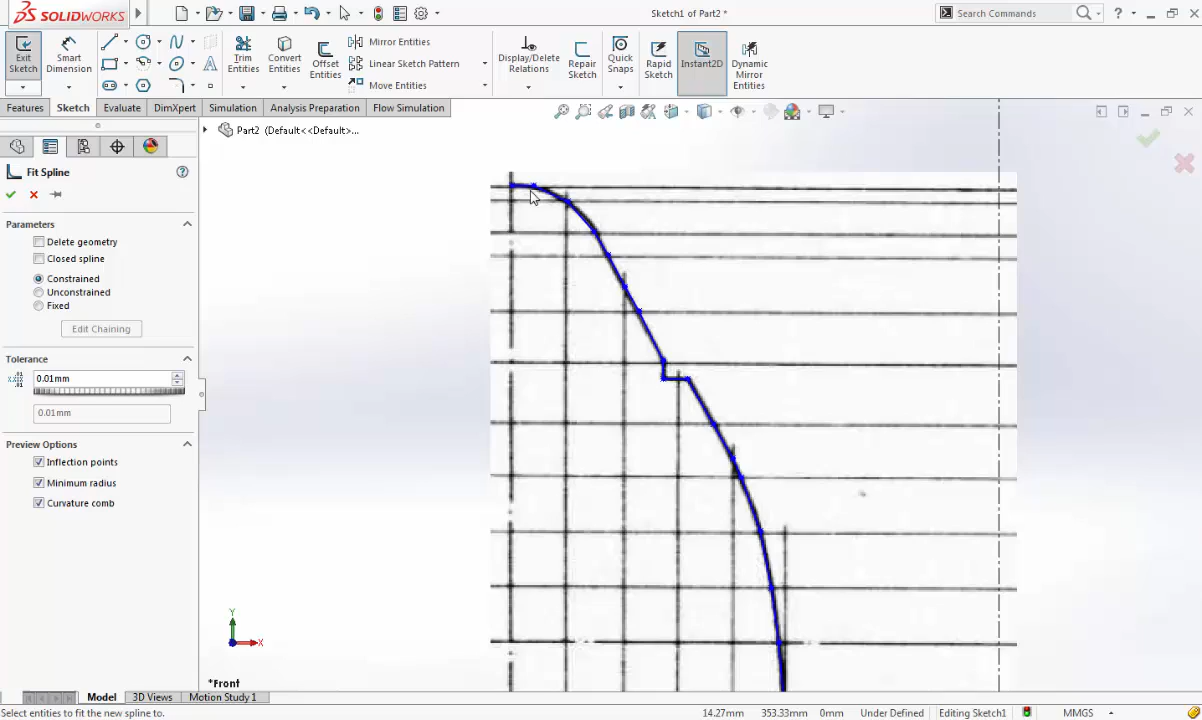 SOLIDWORKS
Sketch1 of Part2 *
Search Commands
?
Exit Sketch
Smart Dimension
Trim Entities
Convert Entities
Offset Entities
Mirror Entities
Linear Sketch Pattern
Move Entities
Display/Delete Relations
Repair Sketch
Quick Snaps
Rapid Sketch
Instant2D
Dynamic Mirror Entities
Features
Sketch
Evaluate
DimXpert
Simulation
Analysis Preparation
Flow Simulation
Part2 (Default<<Default>...
Fit Spline
Parameters
Delete geometry
Closed spline
Constrained
Unconstrained
Fixed
Edit Chaining
Tolerance
0.01mm
0.01mm
Preview Options
Inflection points
Minimum radius
Curvature comb
Y
X
*Front
Model
3D Views
Motion Study 1
Select entities to fit the new spline to.
14.27mm
353.33mm
0mm
Under Defined
Editing Sketch1
MMGS